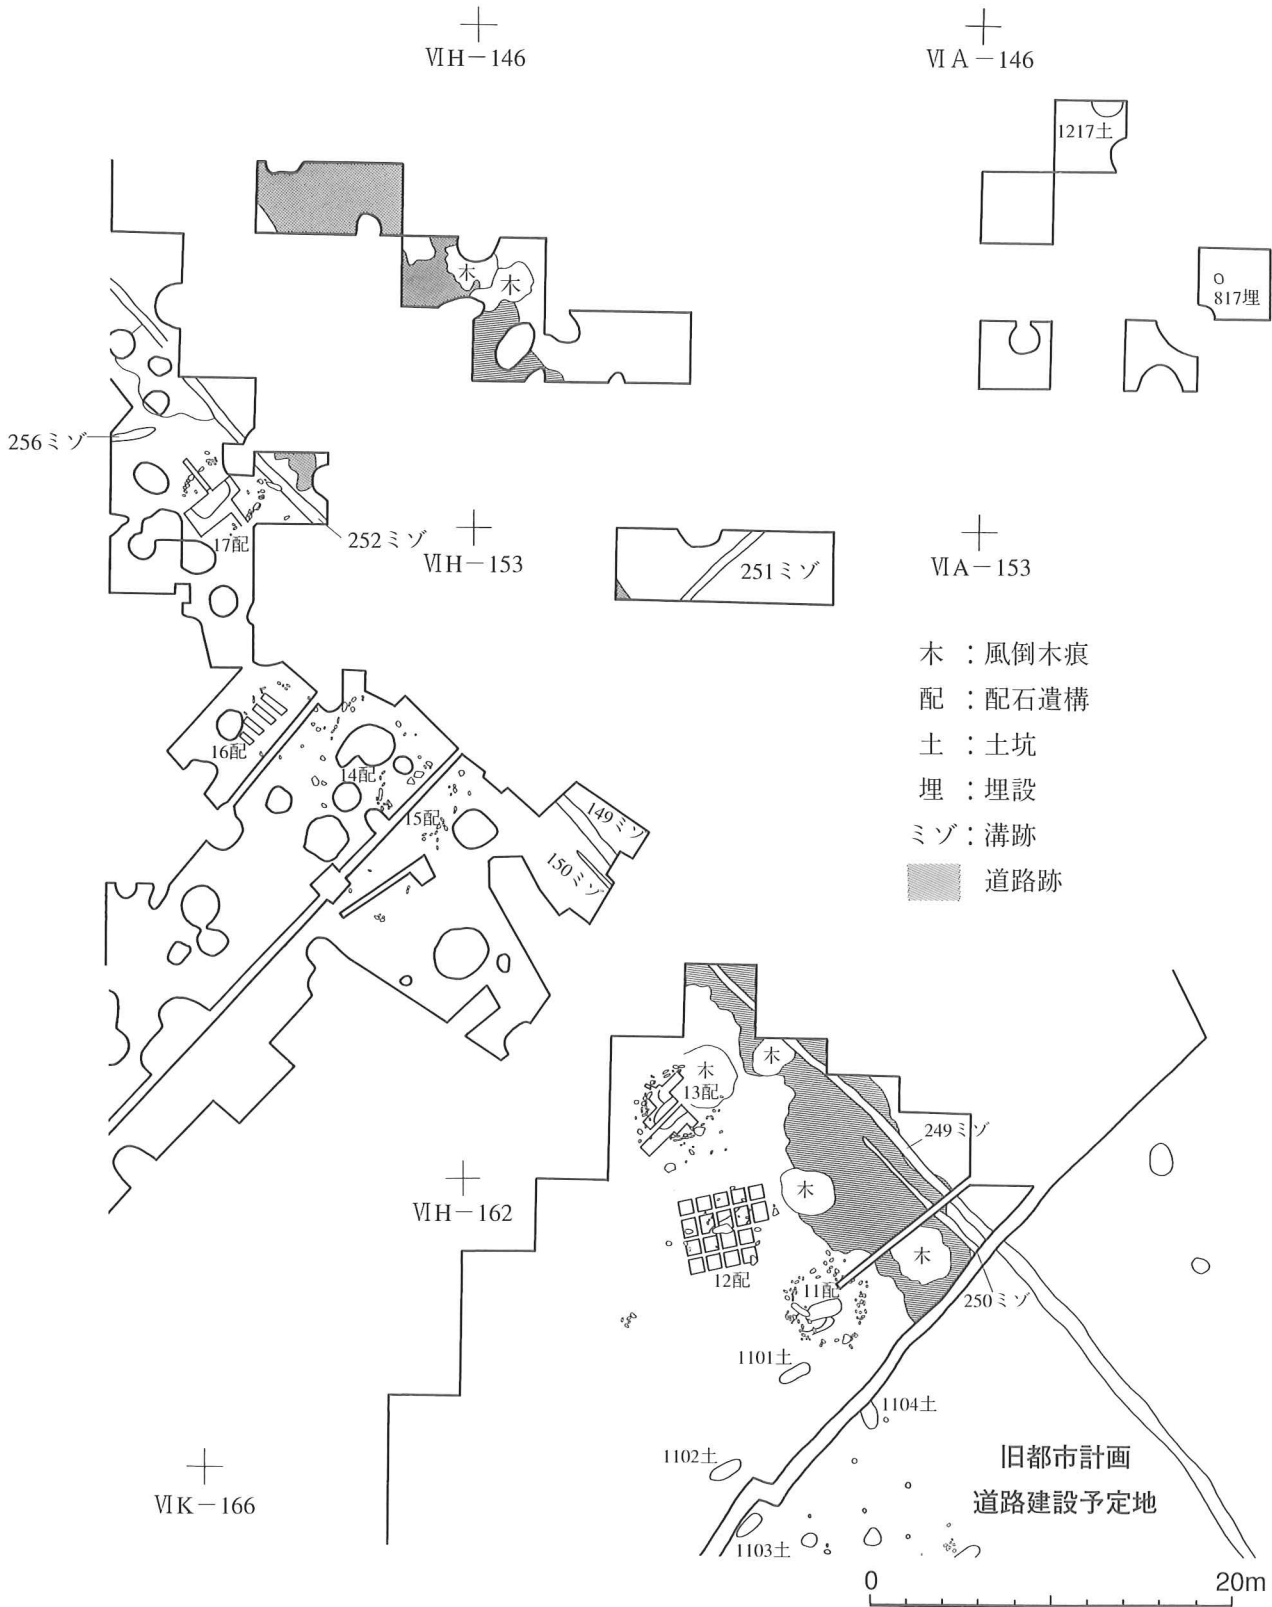 ⅥH－146
ⅥA－146
1217土
木
木
817埋
256ミゾ
17配
252ミゾ
ⅥH－153
251ミゾ
ⅥA－153
木：風倒木痕
配：配石遺構
土：土坑
埋：埋設
ミゾ：溝跡
道路跡
16配
14配
15配
149ミゾ
150ミゾ
木
木
13配
249ミゾ
木
ⅥH－162
12配
木
11配
250ミゾ
1101土
1104土
1102土
旧都市計画
道路建設予定地
ⅥK－166
1103土
0
20m